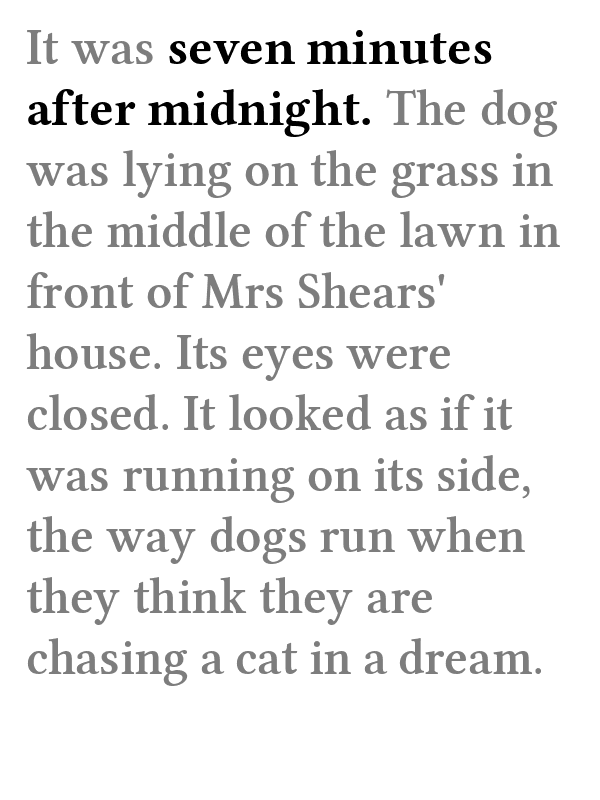 It was seven minutes
after midnight. The dog
was lying on the grass in
the middle of the lawn in
front of Mrs Shears'
house. Its eyes were
closed. It looked as if it
was running on its side,
the way dogs run when
they think they are
chasing a cat in a dream.